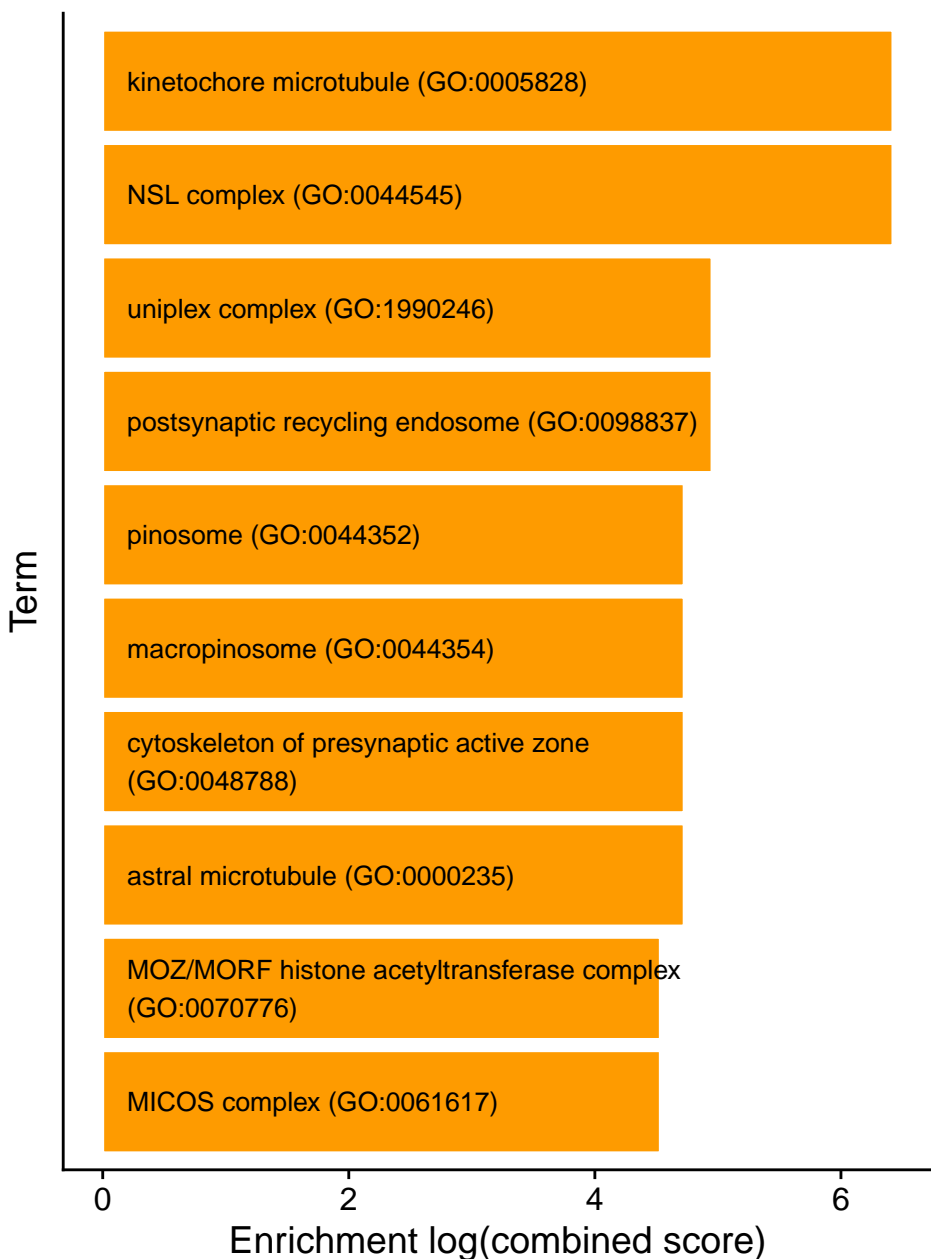 kinetochore microtubule (GO:0005828)
NSL complex (GO:0044545)
uniplex complex (GO:1990246)
postsynaptic recycling endosome (GO:0098837)
pinosome (GO:0044352)
macropinosome (GO:0044354)
cytoskeleton of presynaptic active zone
(GO:0048788)
astral microtubule (GO:0000235)
MOZ/MORF histone acetyltransferase complex
(GO:0070776)
MICOS complex (GO:0061617)
Term
0 2 4 6
Enrichment log(combined score)